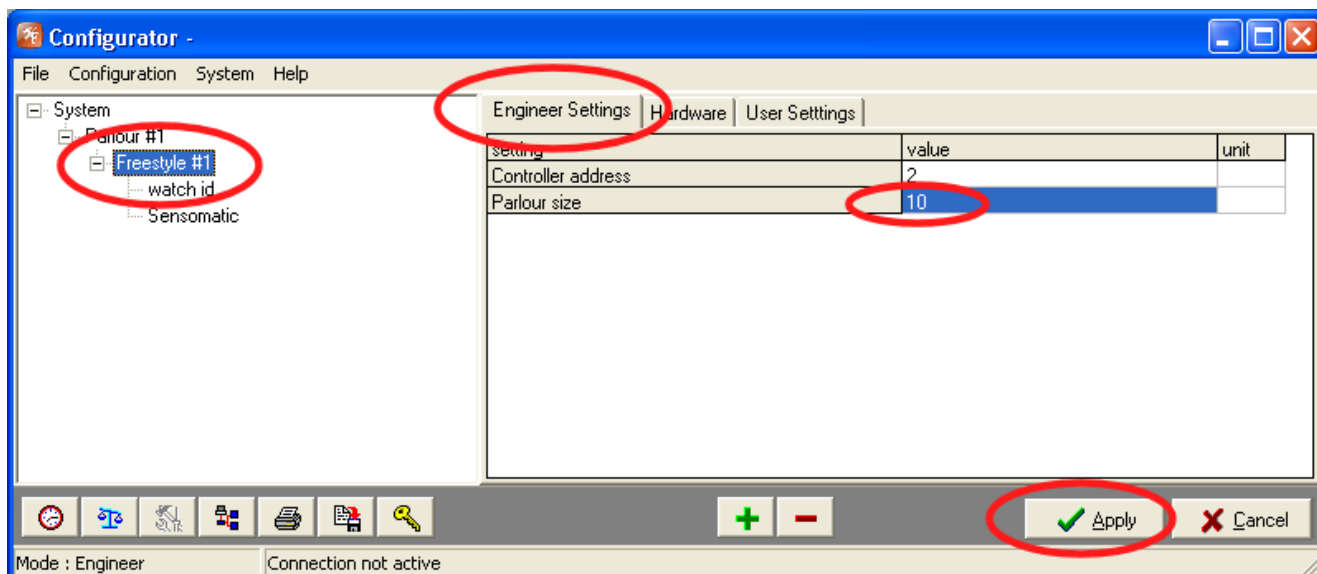 Configurator -
File Configuration System Help
System
Parlour #1
Freestyle #1
watch id
Sensomatic
Engineer Settings Hardware User Setttings
setting value unit
Controller address 2
Parlour size 10
Apply Cancel
Mode : Engineer Connection not active